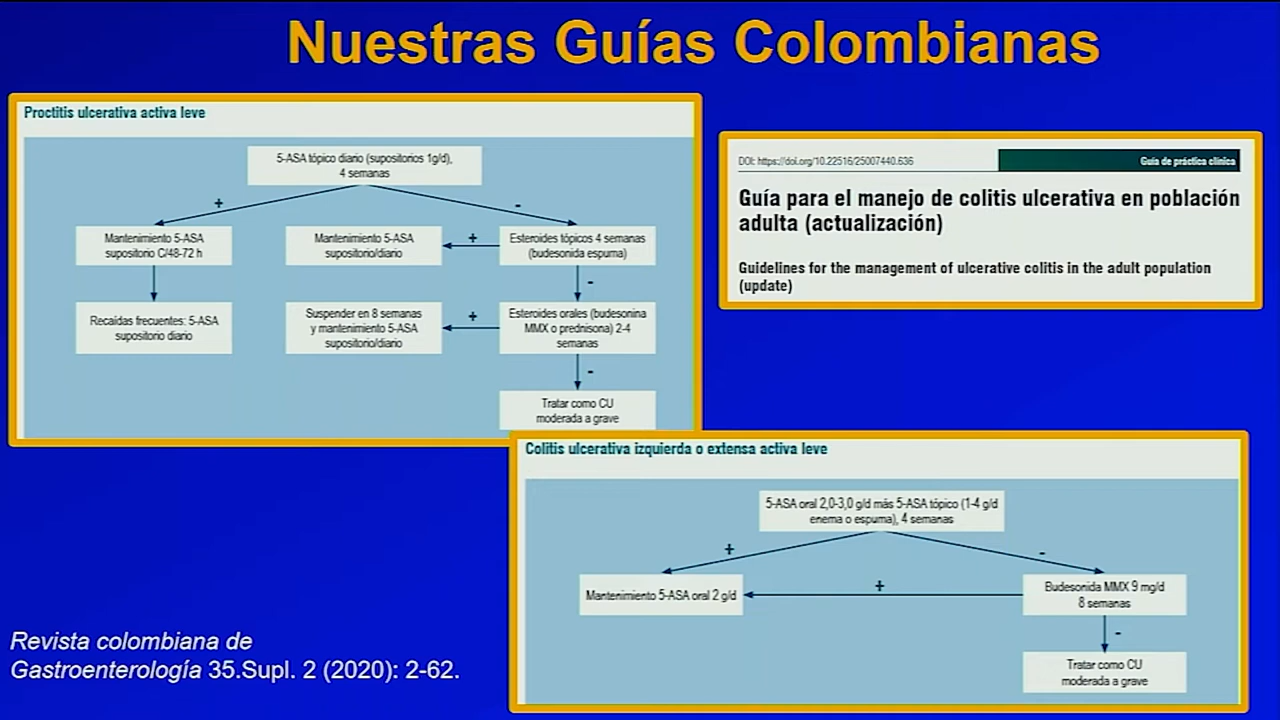 Nuestras Guías Colombianas
Proctitis ulcerativa activa leve
5-ASA tópico diario (supositorios 1g/d),
4 semanas
+
-
Mantenimiento 5-ASA
supositorio C/48-72 h
Mantenimiento 5-ASA
supositorio/diario
+
Esteroides tópicos 4 semanas
(budesonida espuma)
-
Recaídas frecuentes: 5-ASA
supositorio diario
Suspender en 8 semanas
y mantenimiento 5-ASA
supositorio/diario
+
Esteroides orales (budesonina
MMX o prednisona) 2-4
semanas
-
Tratar como CU
moderada a grave
DOI: https://doi.org/10.22516/25007440.636
Guía de práctica clínica
Guía para el manejo de colitis ulcerativa en población
adulta (actualización)
Guidelines for the management of ulcerative colitis in the adult population
(update)
Colitis ulcerativa izquierda o extensa activa leve
5-ASA oral 2,0-3,0 g/d más 5-ASA tópico (1-4 g/d
enema o espuma), 4 semanas
+
-
Mantenimiento 5-ASA oral 2 g/d
+
Budesonida MMX 9 mg/d
8 semanas
-
Tratar como CU
moderada a grave
Revista colombiana de
Gastroenterología 35.Supl. 2 (2020): 2-62.